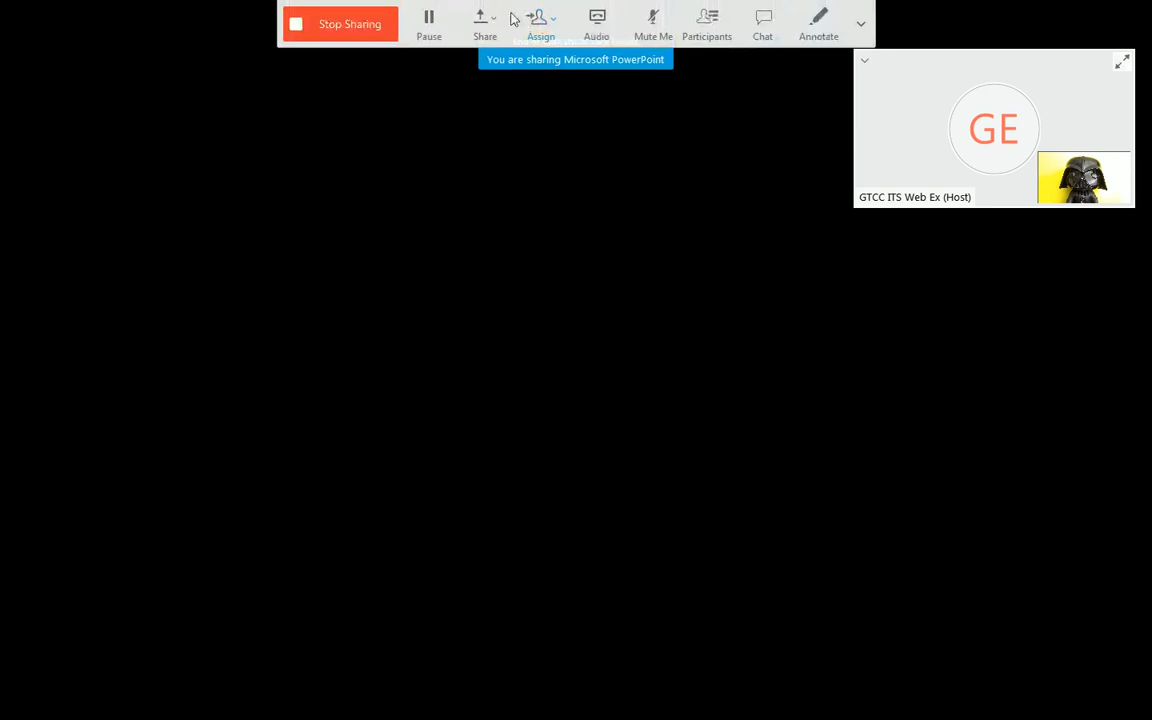 Stop Sharing
Pause
Share
Assign
Audio
Mute Me
Participants
Chat
Annotate
You are sharing Microsoft PowerPoint
GE
GTCC ITS Web Ex (Host)